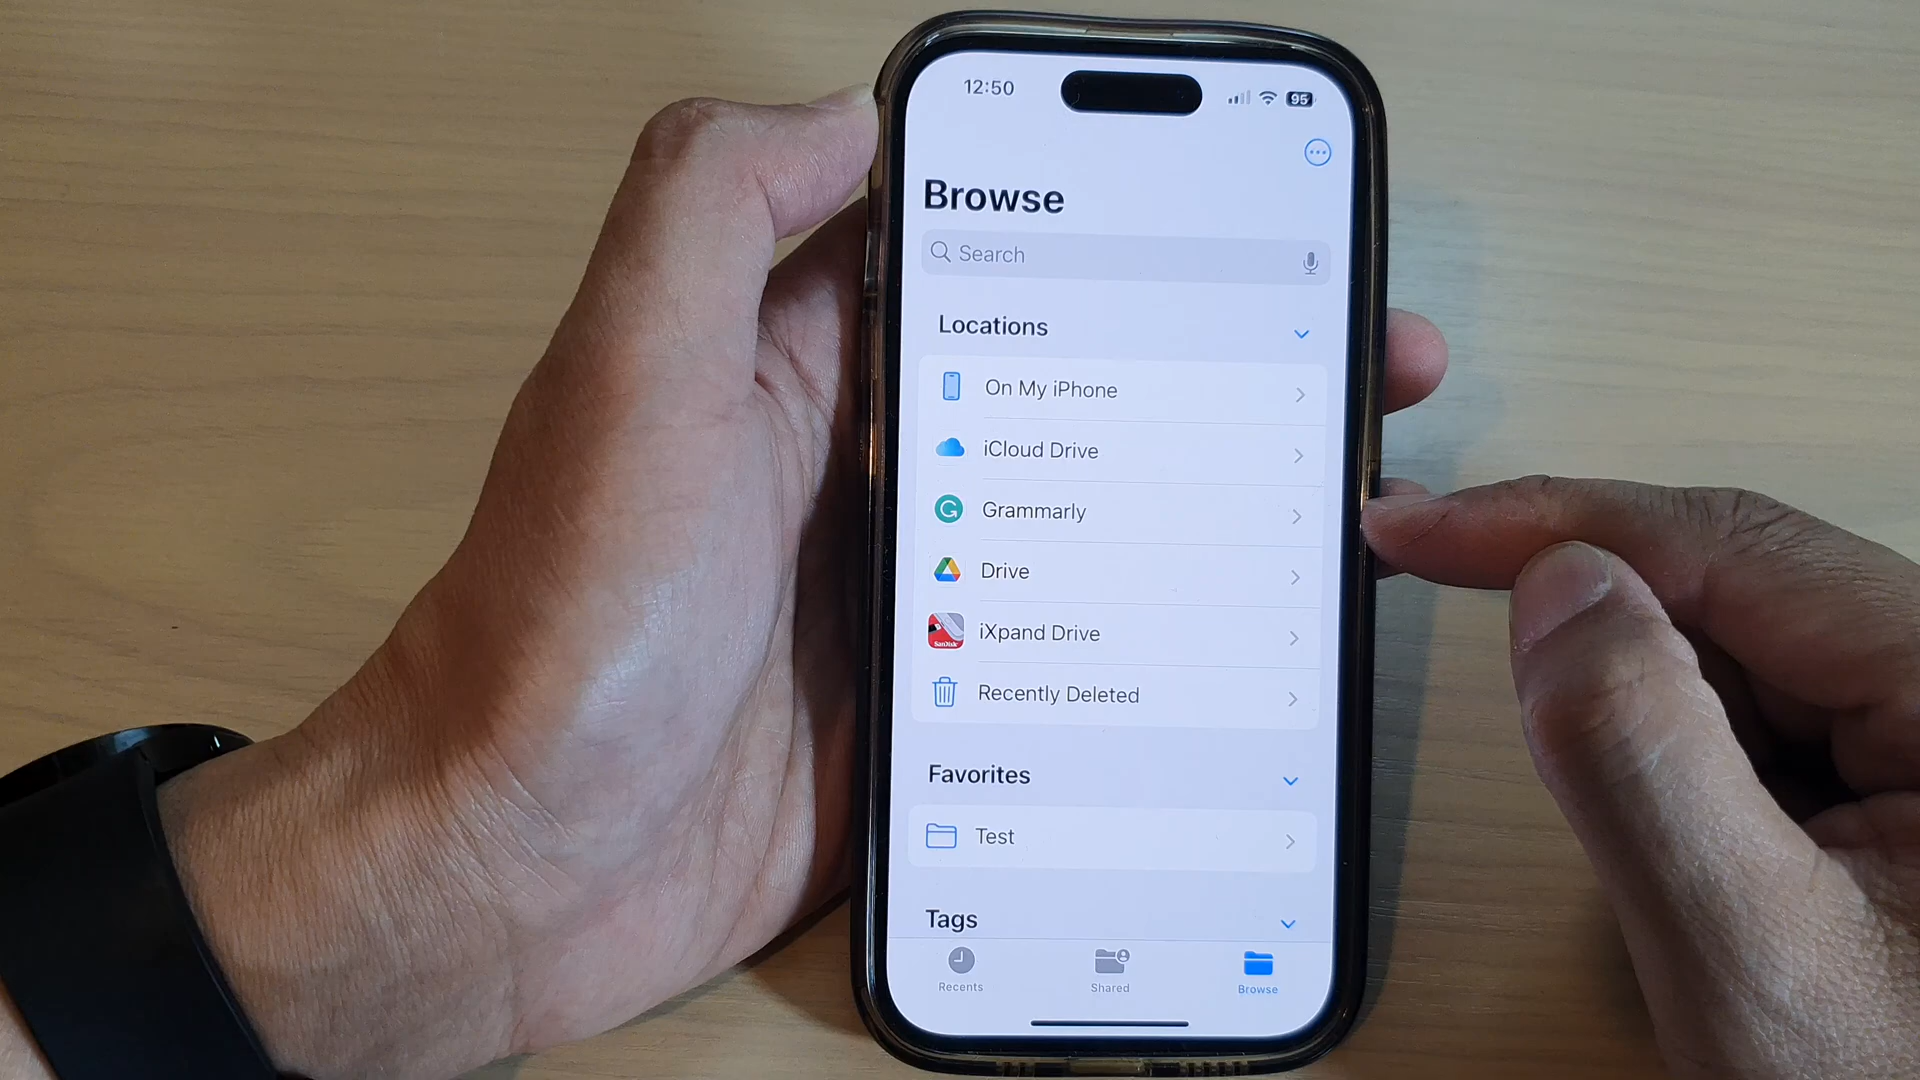 12:50
95
Browse
Search
Locations
On My iPhone
iCloud Drive
Grammarly
Drive
iXpand Drive
SanDisk
Recently Deleted
Favorites
Test
Tags
Recents
Shared
Browse